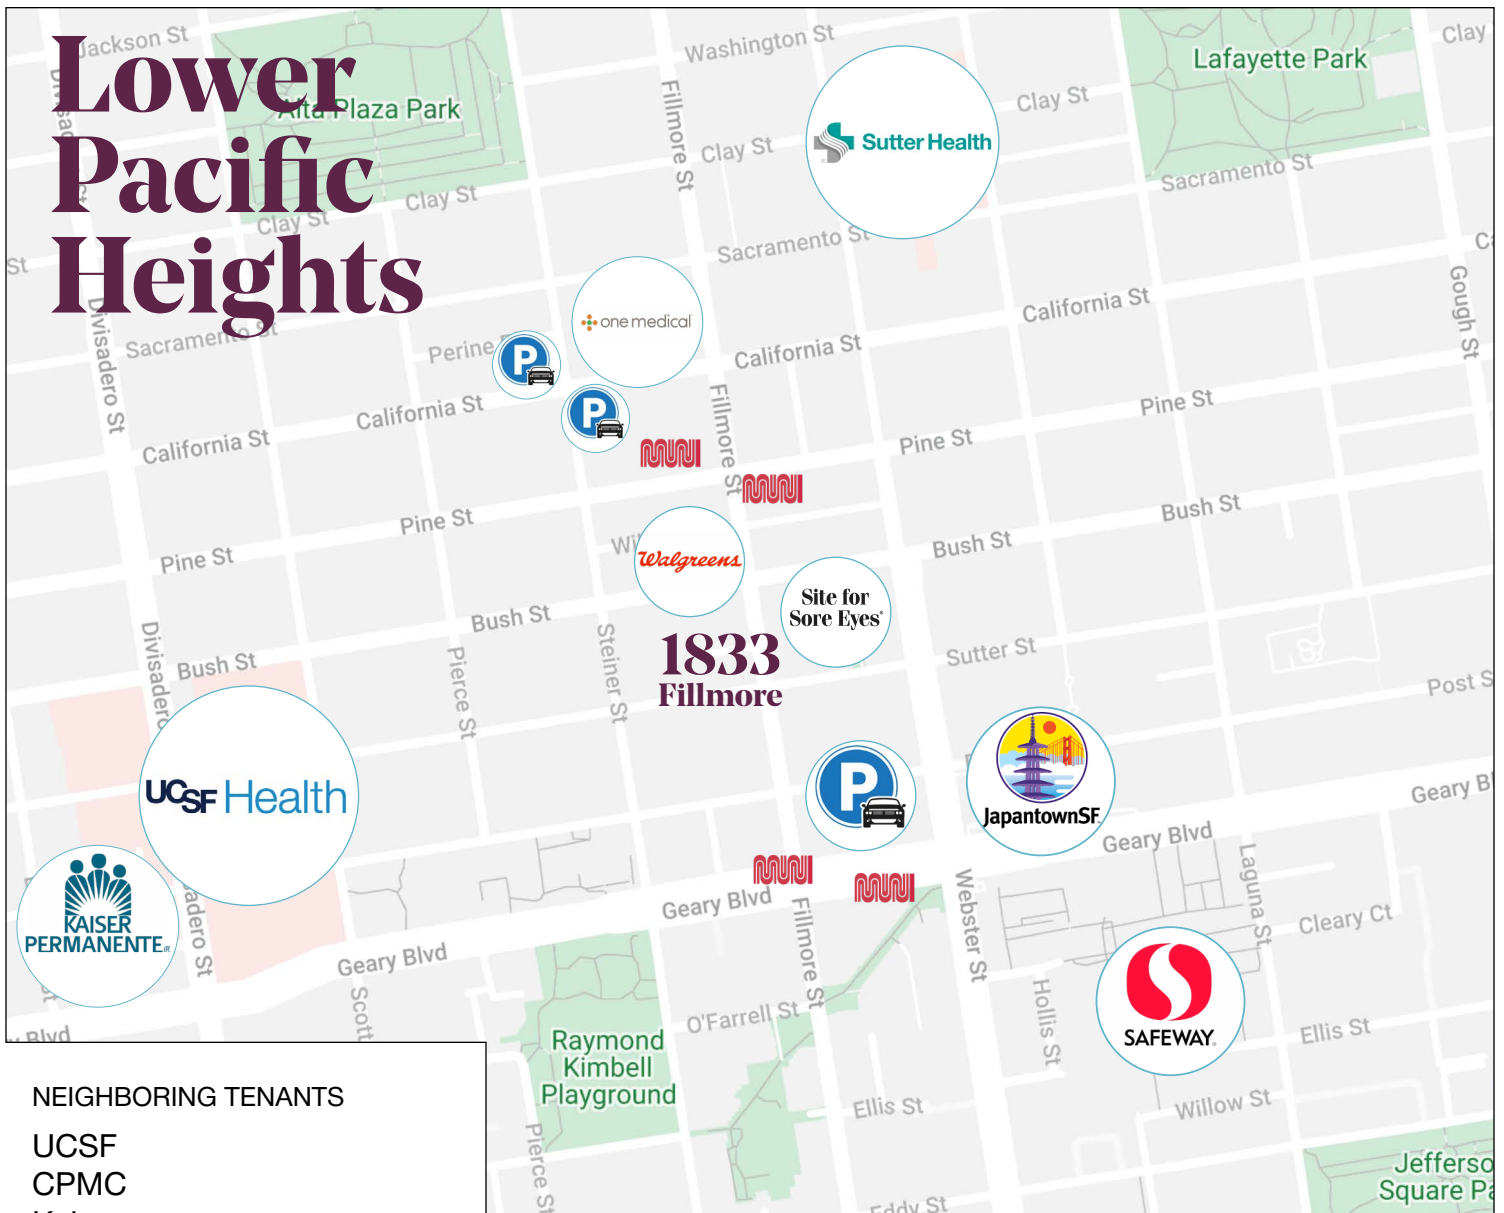 Lower
Pacific
Heights
Jackson St
Alta Plaza Park
Washington St
Lafayette Park
Clay
Fillmore St
Clay St
Sutter Health
Clay St
Clay St
Clay St
Sacramento St
Sacramento St
St
Divisadero St
Sacramento St
Perine
one medical
California St
California St
Gough St
P
P
California St
California St
Fillmore St
MUNI
MUNI
Pine St
Pine St
Pine St
Pine St
Walgreens
Bush St
Bush St
Site for
Sore Eyes
1833
Fillmore
Bush St
Bush St
Steiner St
Pierce St
Divisadero
Sutter St
Post S
UCSF Health
P
JapantownSF
Geary Bl
Geary Blvd
KAISER
PERMANENTE®
MUNI
MUNI
Geary Blvd
Geary Blvd
adero St
Fillmore St
Webster St
Laguna St
Cleary Ct
Scott
O'Farrell St
Hollis St
SAFEWAY
Ellis St
Blvd
Raymond
Kimbell
Playground
Ellis St
Willow St
Pierce St
Eddy St
Jefferso
Square Pa
NEIGHBORING TENANTS
UCSF
CPMC